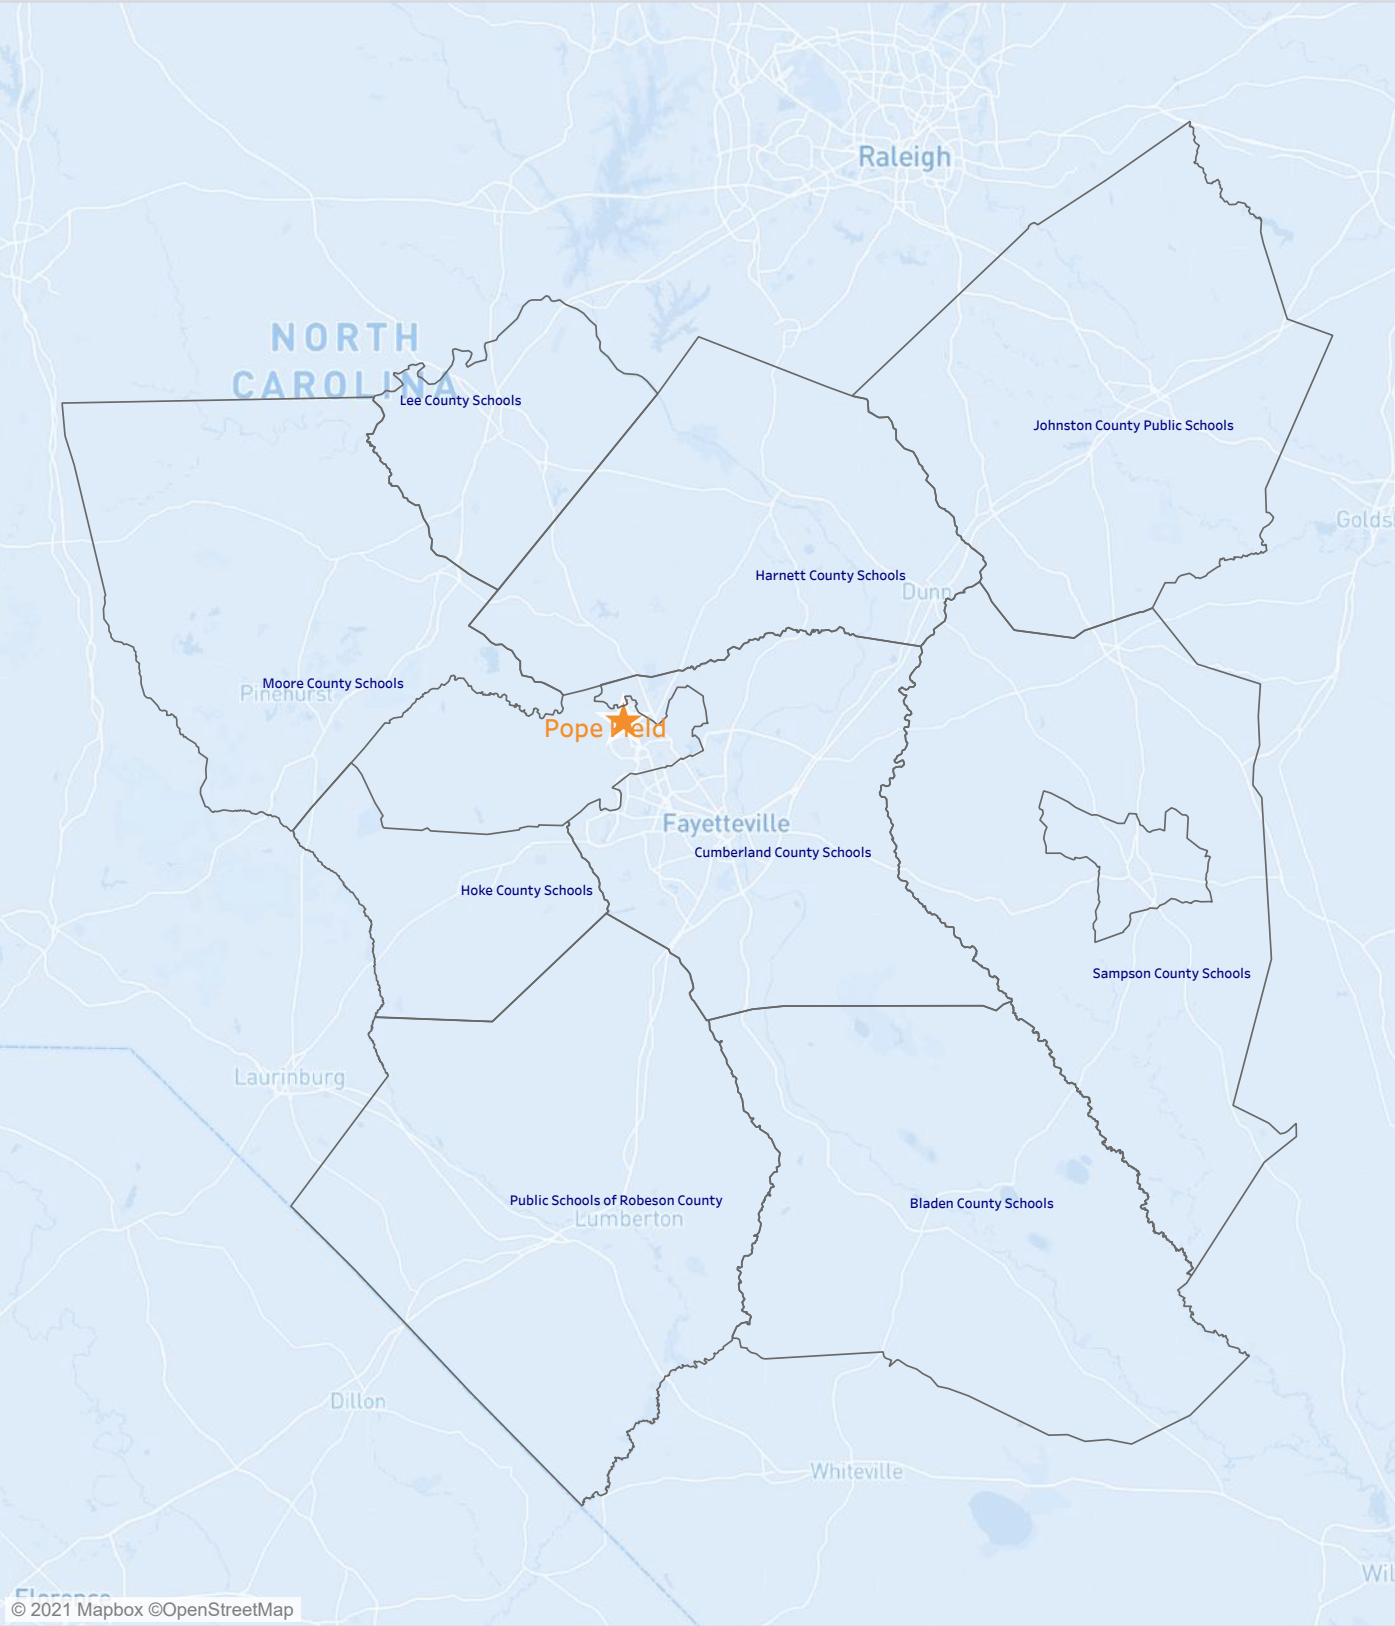 Raleigh
NORTH
CAROLINA
Lee County Schools
Johnston County Public Schools
Golds
Harnett County Schools
Dunn
Moore County Schools
Pinehurst
Pope Field
Fayetteville
Cumberland County Schools
Hoke County Schools
Sampson County Schools
Laurinburg
Public Schools of Robeson County
Bladen County Schools
Lumberton
Dillon
Whiteville
Wil
Florence
© 2021 Mapbox ©OpenStreetMap